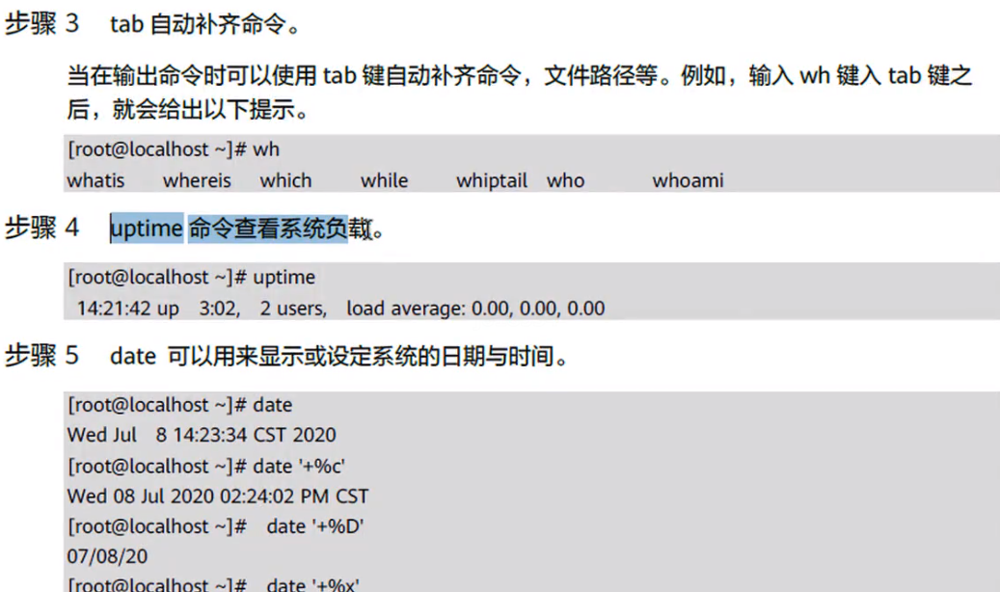 步骤 3 tab 自动补齐命令。
当在输出命令时可以使用 tab 键自动补齐命令，文件路径等。例如，输入 wh 键入 tab 键之
后，就会给出以下提示。
[root@localhost ~]# wh
whatis whereis which while whiptail who whoami
步骤 4 uptime 命令查看系统负载。
[root@localhost ~]# uptime
14:21:42 up 3:02, 2 users, load average: 0.00, 0.00, 0.00
步骤 5 date 可以用来显示或设定系统的日期与时间。
[root@localhost ~]# date
Wed Jul 8 14:23:34 CST 2020
[root@localhost ~]# date '+%c'
Wed 08 Jul 2020 02:24:02 PM CST
[root@localhost ~]# date '+%D'
07/08/20
[root@localhost ~]# date '+%x'